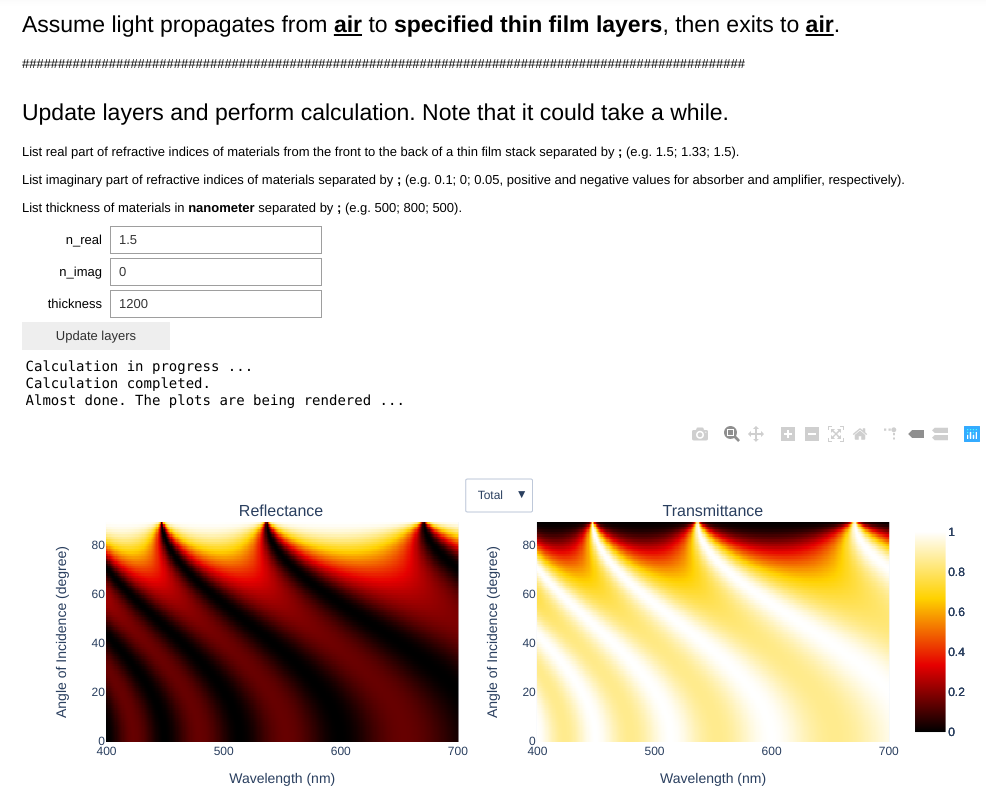 Assume light propagates from air to specified thin film layers, then exits to air.
####################################################################################################
Update layers and perform calculation. Note that it could take a while.
List real part of refractive indices of materials from the front to the back of a thin film stack separated by ; (e.g. 1.5; 1.33; 1.5).
List imaginary part of refractive indices of materials separated by ; (e.g. 0.1; 0; 0.05, positive and negative values for absorber and amplifier, respectively).
List thickness of materials in nanometer separated by ; (e.g. 500; 800; 500).
n_real 1.5
n_imag 0
thickness 1200
Update layers
Calculation in progress ...
Calculation completed.
Almost done. The plots are being rendered ...
Total ▼
Reflectance
Angle of Incidence (degree)
80
60
40
20
0
400 500 600 700
Wavelength (nm)
Transmittance
Angle of Incidence (degree)
80
60
40
20
0
400 500 600 700
Wavelength (nm)
1
0.8
0.6
0.4
0.2
0